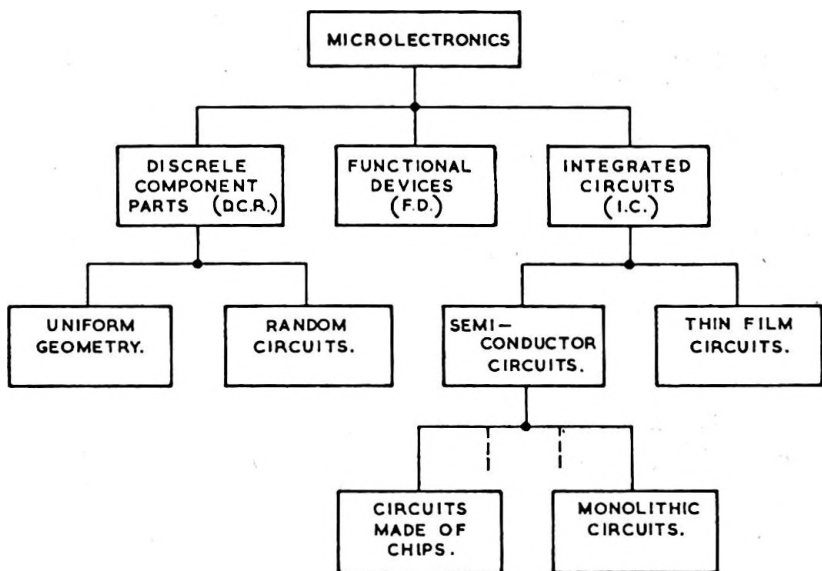 MICROLECTRONICS
DISCRELE
COMPONENT
PARTS (D.C.R.)
FUNCTIONAL
DEVICES
(F.D.)
INTEGRATED
CIRCUITS
(I.C.)
UNIFORM
GEOMETRY.
RANDOM
CIRCUITS.
SEMI-
CONDUCTOR
CIRCUITS.
THIN FILM
CIRCUITS.
CIRCUITS
MADE OF
CHIPS.
MONOLITHIC
CIRCUITS.